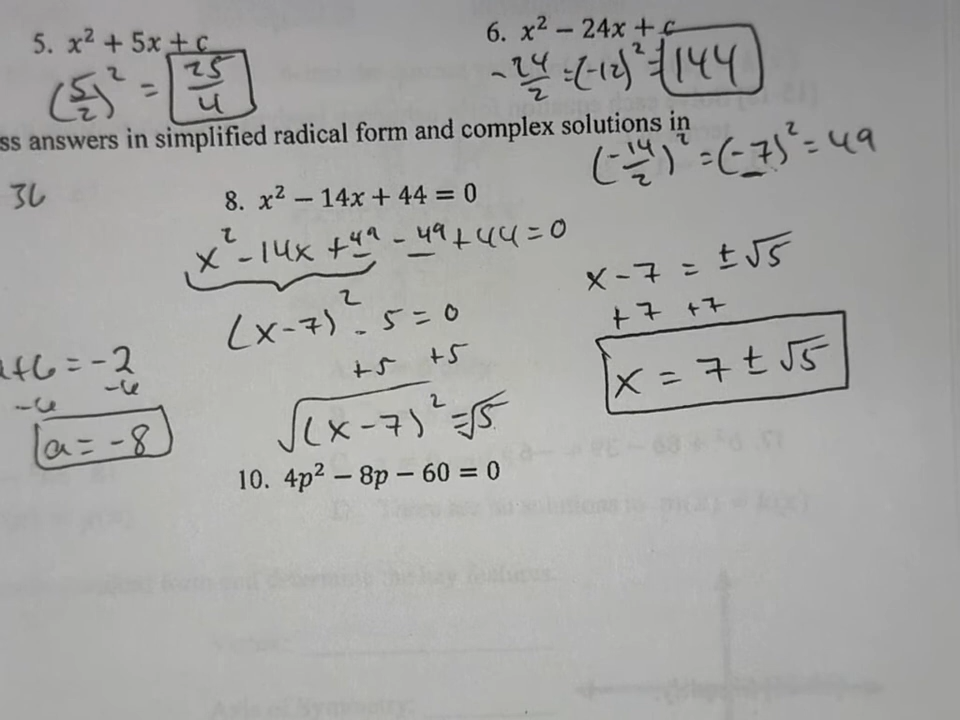 5. x² + 5x + c
(5/2)² = 25/4
6. x² − 24x + c
-24/2 = (-12)² = 144
ss answers in simplified radical form and complex solutions in
36
8. x² − 14x + 44 = 0
(-14/2)² = (-7)² = 49
x² - 14x + 49 - 49 + 44 = 0
(x-7)² - 5 = 0
+5 +5
√(x-7)² = √5
x - 7 = ± √5
+7 +7
x = 7 ± √5
+6 = -2
-6 -6
a = -8
10. 4p² − 8p − 60 = 0